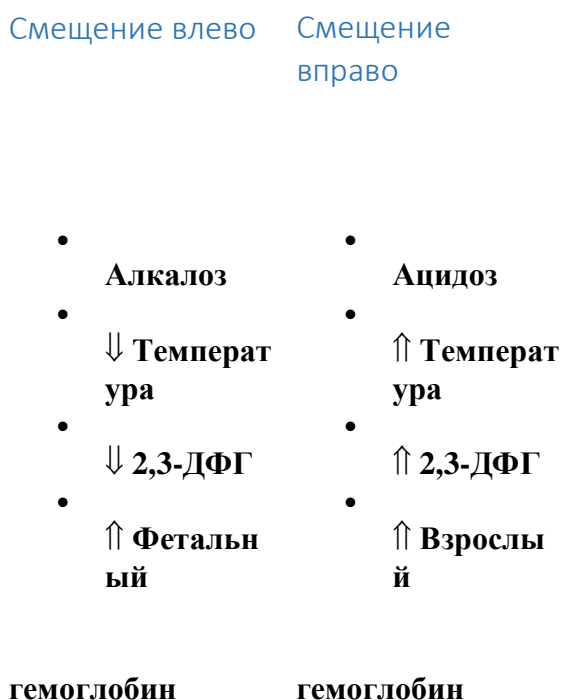 Смещение влево
Алкалоз
⇓ Температ
ура
⇓ 2,3-ДФГ
⇑ Фетальн
ый
гемоглобин
Смещение
вправо
Ацидоз
⇑ Температ
ура
⇑ 2,3-ДФГ
⇑ Взрослы
й
гемоглобин